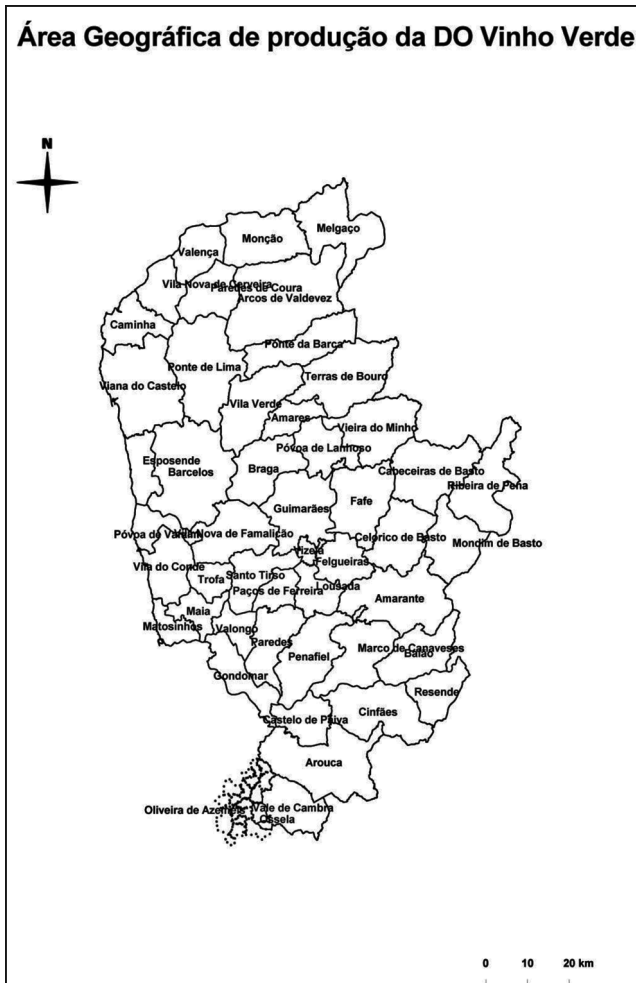 Área Geográfica de produção da DO Vinho Verde
N
Melgaço
Monção
Valença
Vila Nova de Cerveira
Paredes de Coura
Arcos de Valdevez
Caminha
Ponte da Barca
Ponte de Lima
Terras de Bouro
Viana do Castelo
Vila Verde
Amares
Vieira do Minho
Póvoa de Lanhoso
Esposende
Barcelos
Braga
Cabeceiras de Basto
Ribeira de Pena
Fafe
Guimarães
Póvoa de Varzim
Vila Nova de Famalicão
Celorico de Basto
Mondim de Basto
Vizela
Felgueiras
Vila do Conde
Trofa
Santo Tirso
Paços de Ferreira
Lousada
Amarante
Maia
Matosinhos
Valongo
Paredes
Penafiel
Marco de Canaveses
Baião
Gondomar
Resende
Cinfães
Castelo de Paiva
Arouca
Oliveira de Azeméis
Vale de Cambra
Ossela
0 10 20 km